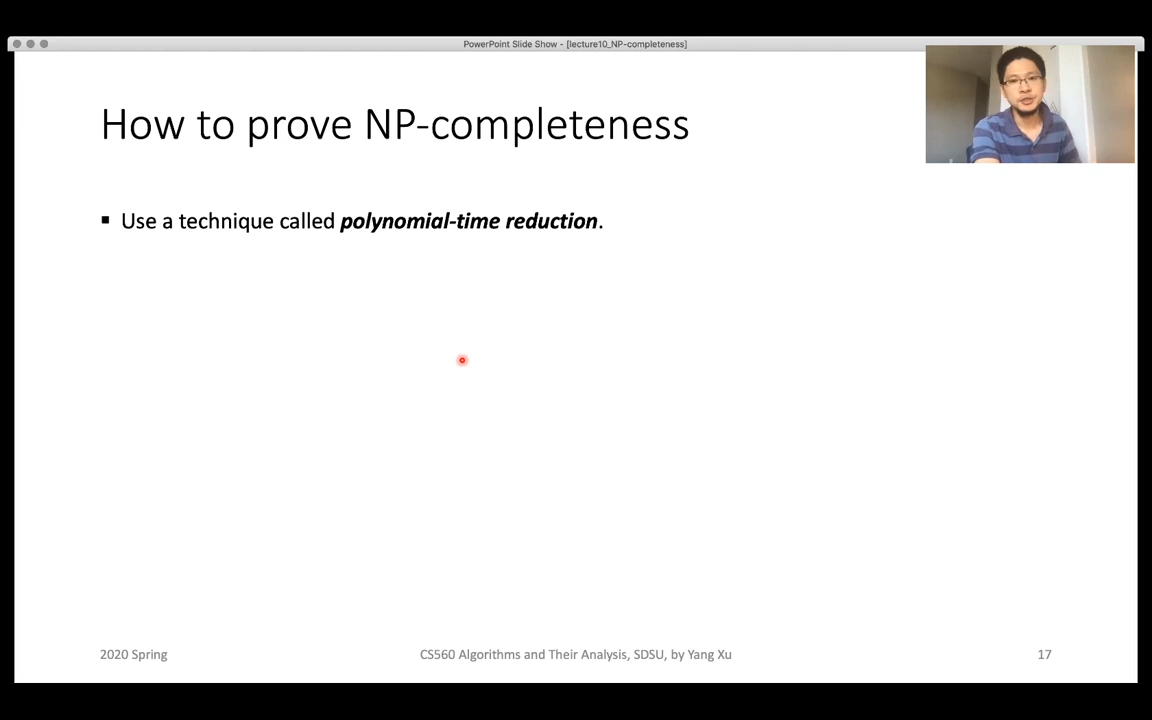 PowerPoint Slide Show - [lecture10_NP-completeness]
How to prove NP-completeness
▪ Use a technique called polynomial-time reduction.
2020 Spring
CS560 Algorithms and Their Analysis, SDSU, by Yang Xu
17